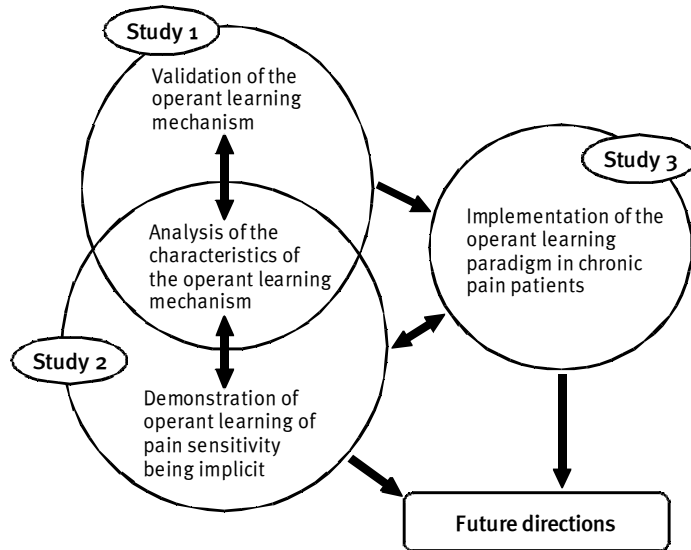 Study 1
Validation of the
operant learning
mechanism
Analysis of the
characteristics of
the operant learning
mechanism
Study 2
Demonstration of
operant learning of
pain sensitivity
being implicit
Study 3
Implementation of the
operant learning
paradigm in chronic
pain patients
Future directions